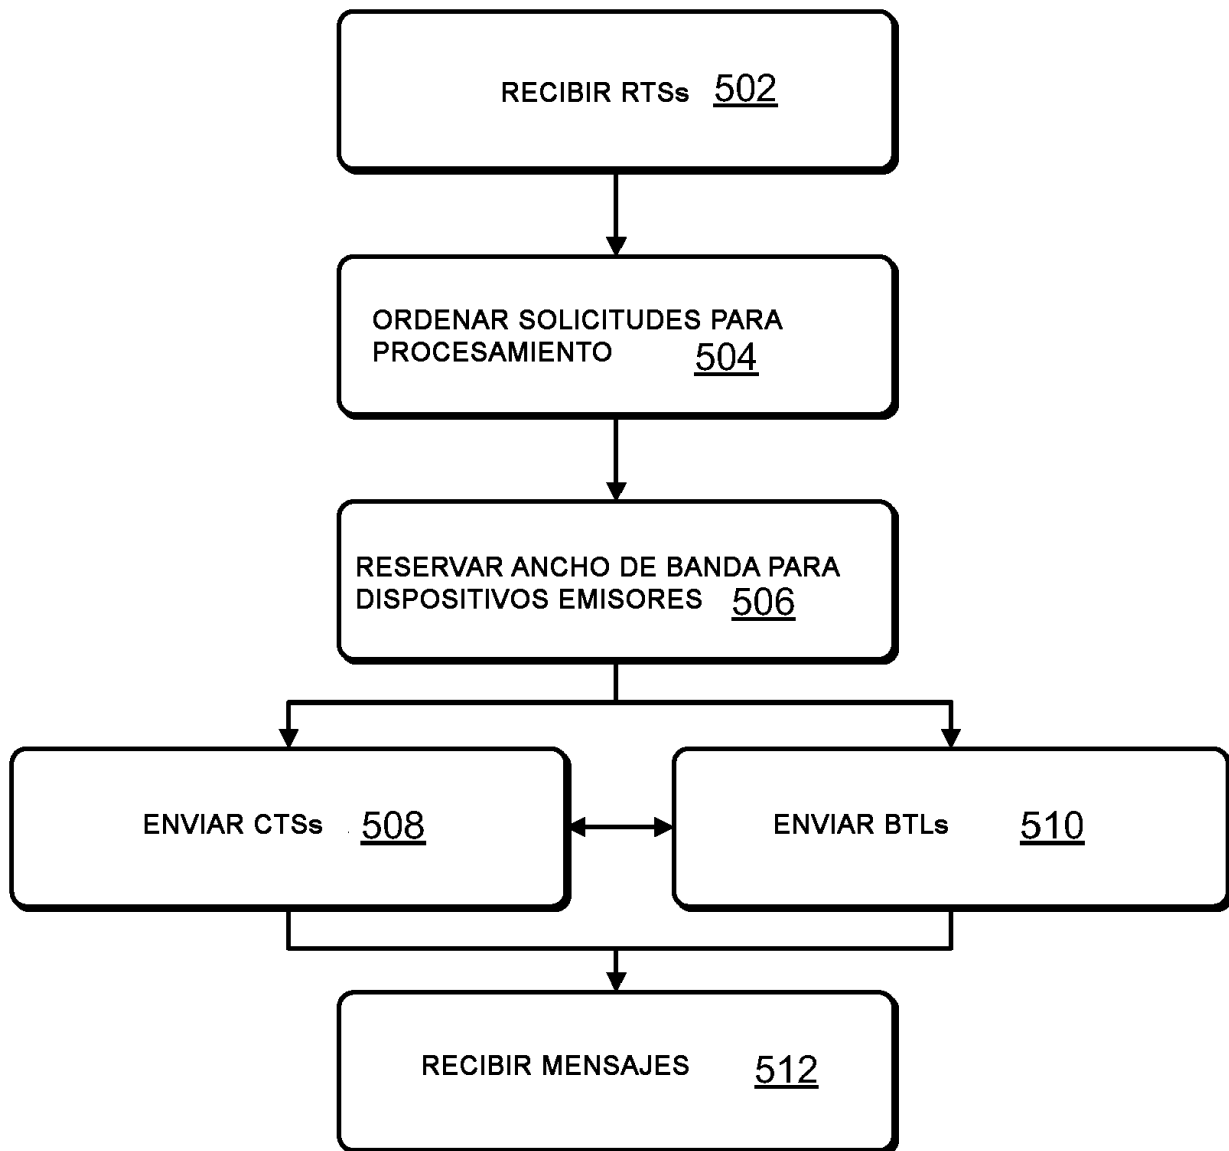 RECIBIR RTSs 502
ORDENAR SOLICITUDES PARA
PROCESAMIENTO 504
RESERVAR ANCHO DE BANDA PARA
DISPOSITIVOS EMISORES 506
ENVIAR CTSs 508
ENVIAR BTLs 510
RECIBIR MENSAJES 512